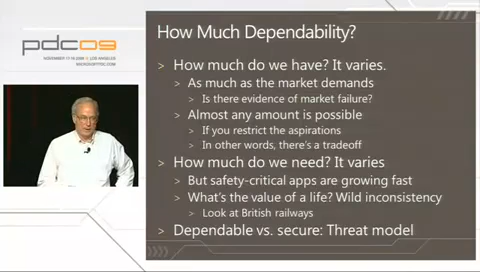 pdc09
NOVEMBER 17-19, 2009
LOS ANGELES
MICROSOFTPDC.COM
How Much Dependability?
> How much do we have? It varies.
> As much as the market demands
> Is there evidence of market failure?
> Almost any amount is possible
> If you restrict the aspirations
> In other words, there's a tradeoff
> How much do we need? It varies
> But safety-critical apps are growing fast
> What's the value of a life? Wild inconsistency
> Look at British railways
> Dependable vs. secure: Threat model